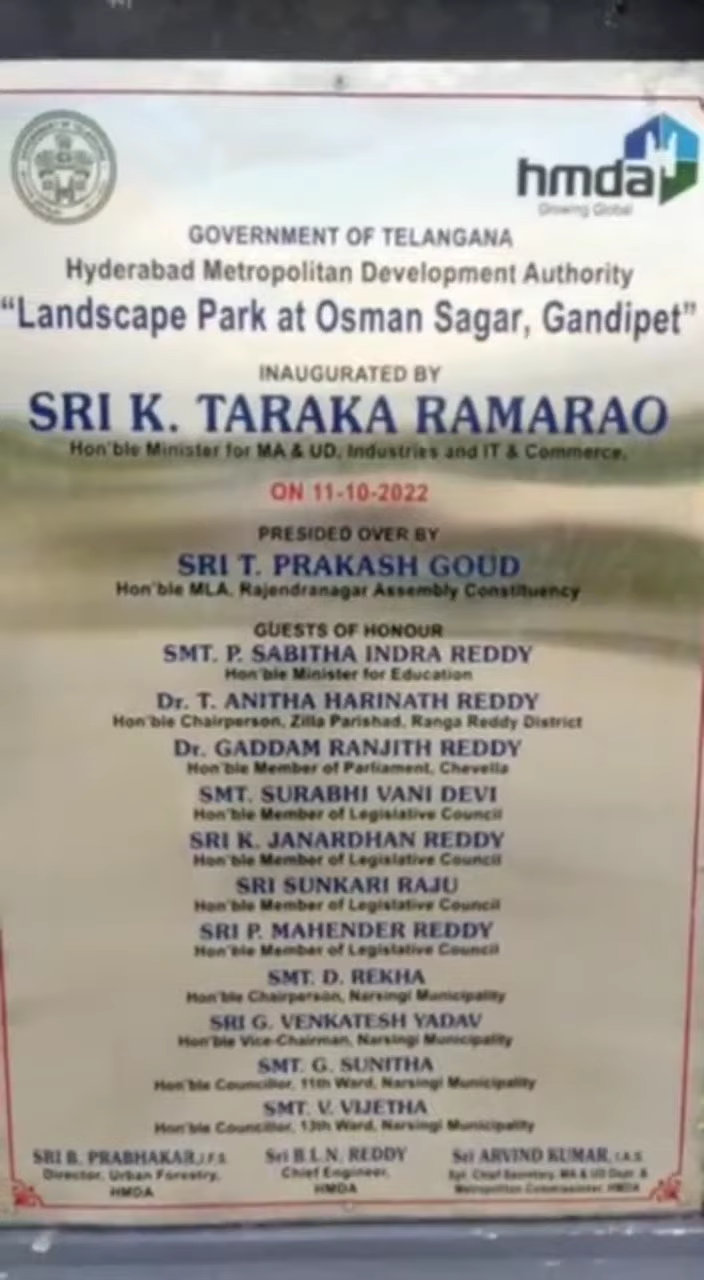 hmda
Growing Global
GOVERNMENT OF TELANGANA
Hyderabad Metropolitan Development Authority
"Landscape Park at Osman Sagar, Gandipet"
INAUGURATED BY
SRI K. TARAKA RAMARAO
Hon'ble Minister for MA & UD, Industries and IT & Commerce.
ON 11-10-2022
PRESIDED OVER BY
SRI T. PRAKASH GOUD
Hon'ble MLA, Rajendranagar Assembly Constituency
GUESTS OF HONOUR
SMT. P. SABITHA INDRA REDDY
Hon'ble Minister for Education
Dr. T. ANITHA HARINATH REDDY
Hon'ble Chairperson, Zilla Parishad, Ranga Reddy District
Dr. GADDAM RANJITH REDDY
Hon'ble Member of Parliament, Chevella
SMT. SURABHI VANI DEVI
Hon'ble Member of Legislative Council
SRI K. JANARDHAN REDDY
Hon'ble Member of Legislative Council
SRI SUNKARI RAJU
Hon'ble Member of Legislative Council
SRI P. MAHENDER REDDY
Hon'ble Member of Legislative Council
SMT. D. REKHA
Hon'ble Chairperson, Narsingi Municipality
SRI G. VENKATESH YADAV
Hon'ble Vice-Chairman, Narsingi Municipality
SMT. G. SUNITHA
Hon'ble Councillor, 11th Ward, Narsingi Municipality
SMT. V. VIJETHA
Hon'ble Councillor, 13th Ward, Narsingi Municipality
SRI B. PRABHAKAR, I.F.S
Director, Urban Forestry,
HMDA
Sri B.L.N. REDDY
Chief Engineer,
HMDA
Sri ARVIND KUMAR, I.A.S
Spl. Chief Secretary, MA & UD Dept. &
Metropolitan Commissioner, HMDA